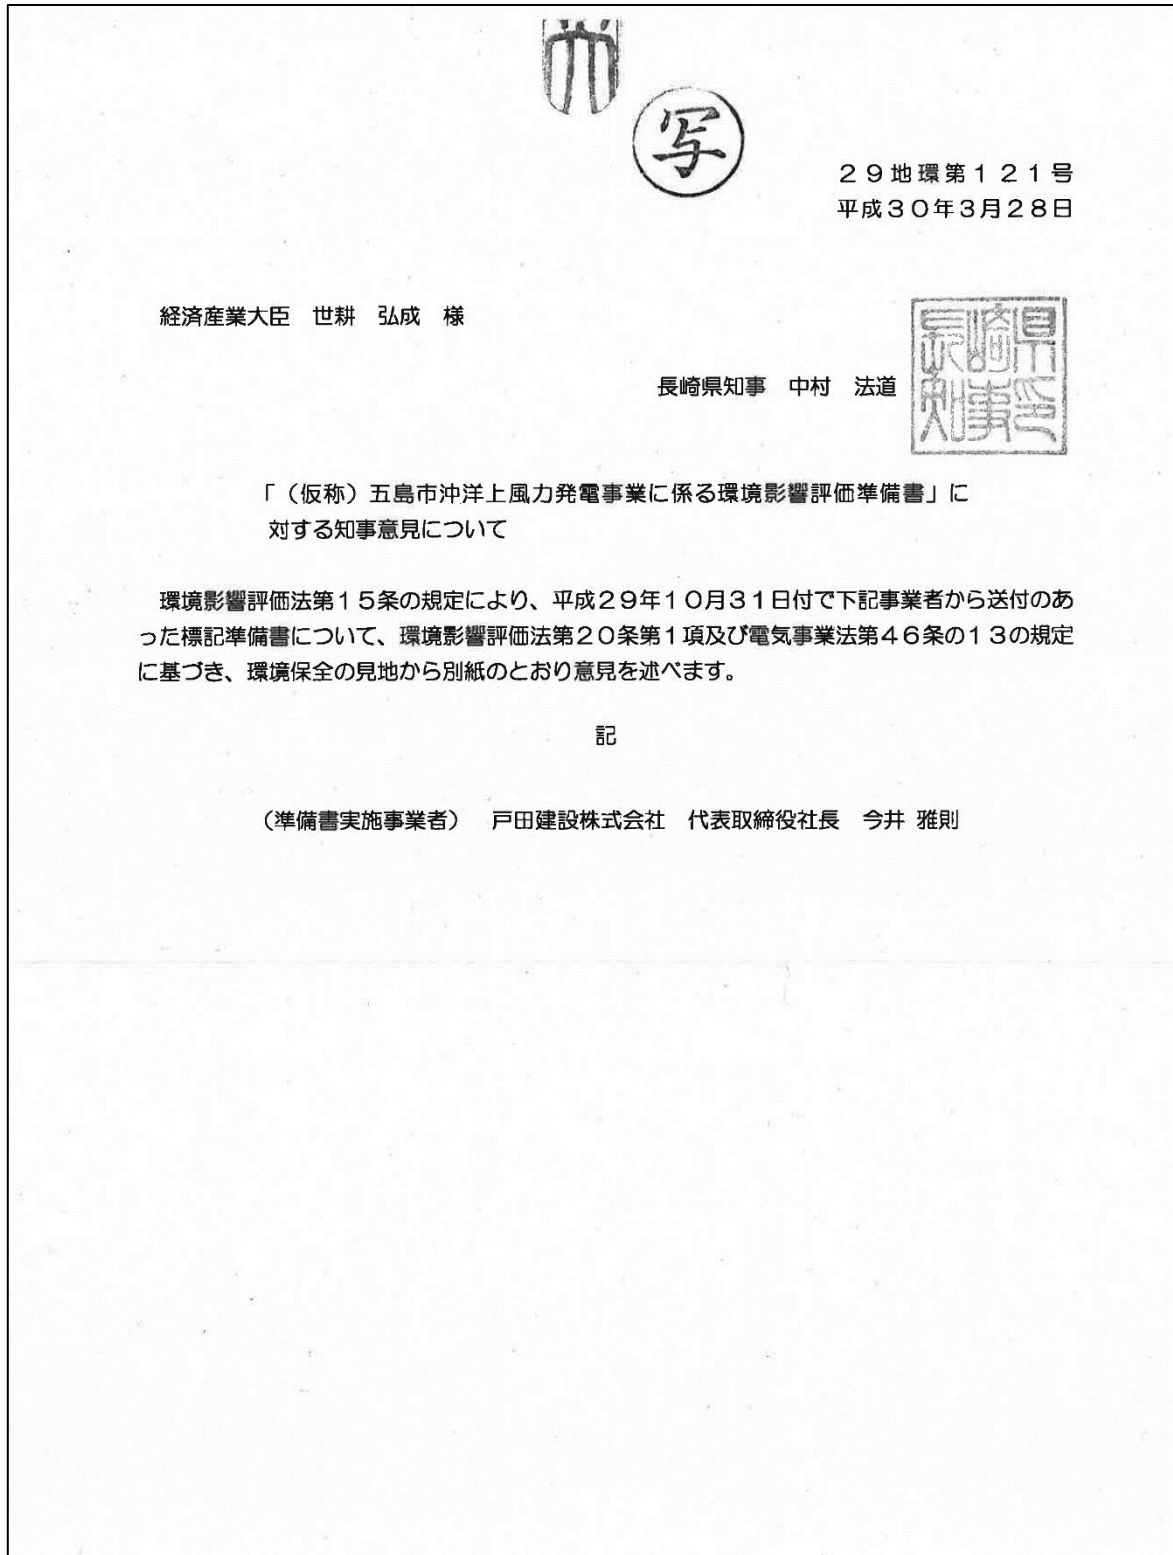 写
２９地環第１２１号
平成３０年３月２８日
経済産業大臣　世耕　弘成　様
長崎県知事　中村　法道
長崎県知事印
「（仮称）五島市沖洋上風力発電事業に係る環境影響評価準備書」に
対する知事意見について
環境影響評価法第１５条の規定により、平成２９年１０月３１日付で下記事業者から送付のあ
った標記準備書について、環境影響評価法第２０条第１項及び電気事業法第４６条の１３の規定
に基づき、環境保全の見地から別紙のとおり意見を述べます。
記
（準備書実施事業者）　戸田建設株式会社　代表取締役社長　今井 雅則